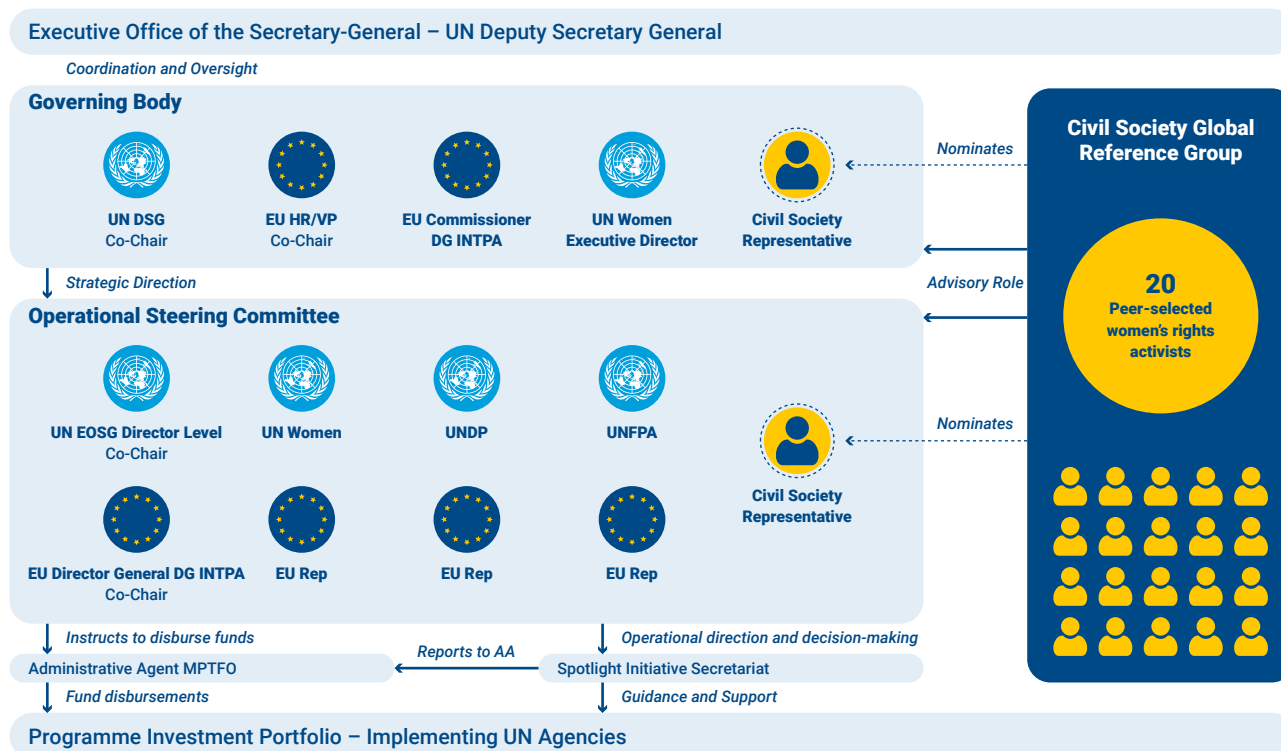 Executive Office of the Secretary-General – UN Deputy Secretary General
Coordination and Oversight
Governing Body
UN DSG
Co-Chair
EU HR/VP
Co-Chair
EU Commissioner
DG INTPA
UN Women
Executive Director
Civil Society
Representative
Nominates
Civil Society Global
Reference Group
Strategic Direction
Advisory Role
20
Peer-selected
women's rights
activists
Operational Steering Committee
UN EOSG Director Level
Co-Chair
UN Women
UNDP
UNFPA
Civil Society
Representative
Nominates
EU Director General DG INTPA
Co-Chair
EU Rep
EU Rep
EU Rep
Instructs to disburse funds
Operational direction and decision-making
Administrative Agent MPTFO
Reports to AA
Spotlight Initiative Secretariat
Fund disbursements
Guidance and Support
Programme Investment Portfolio – Implementing UN Agencies